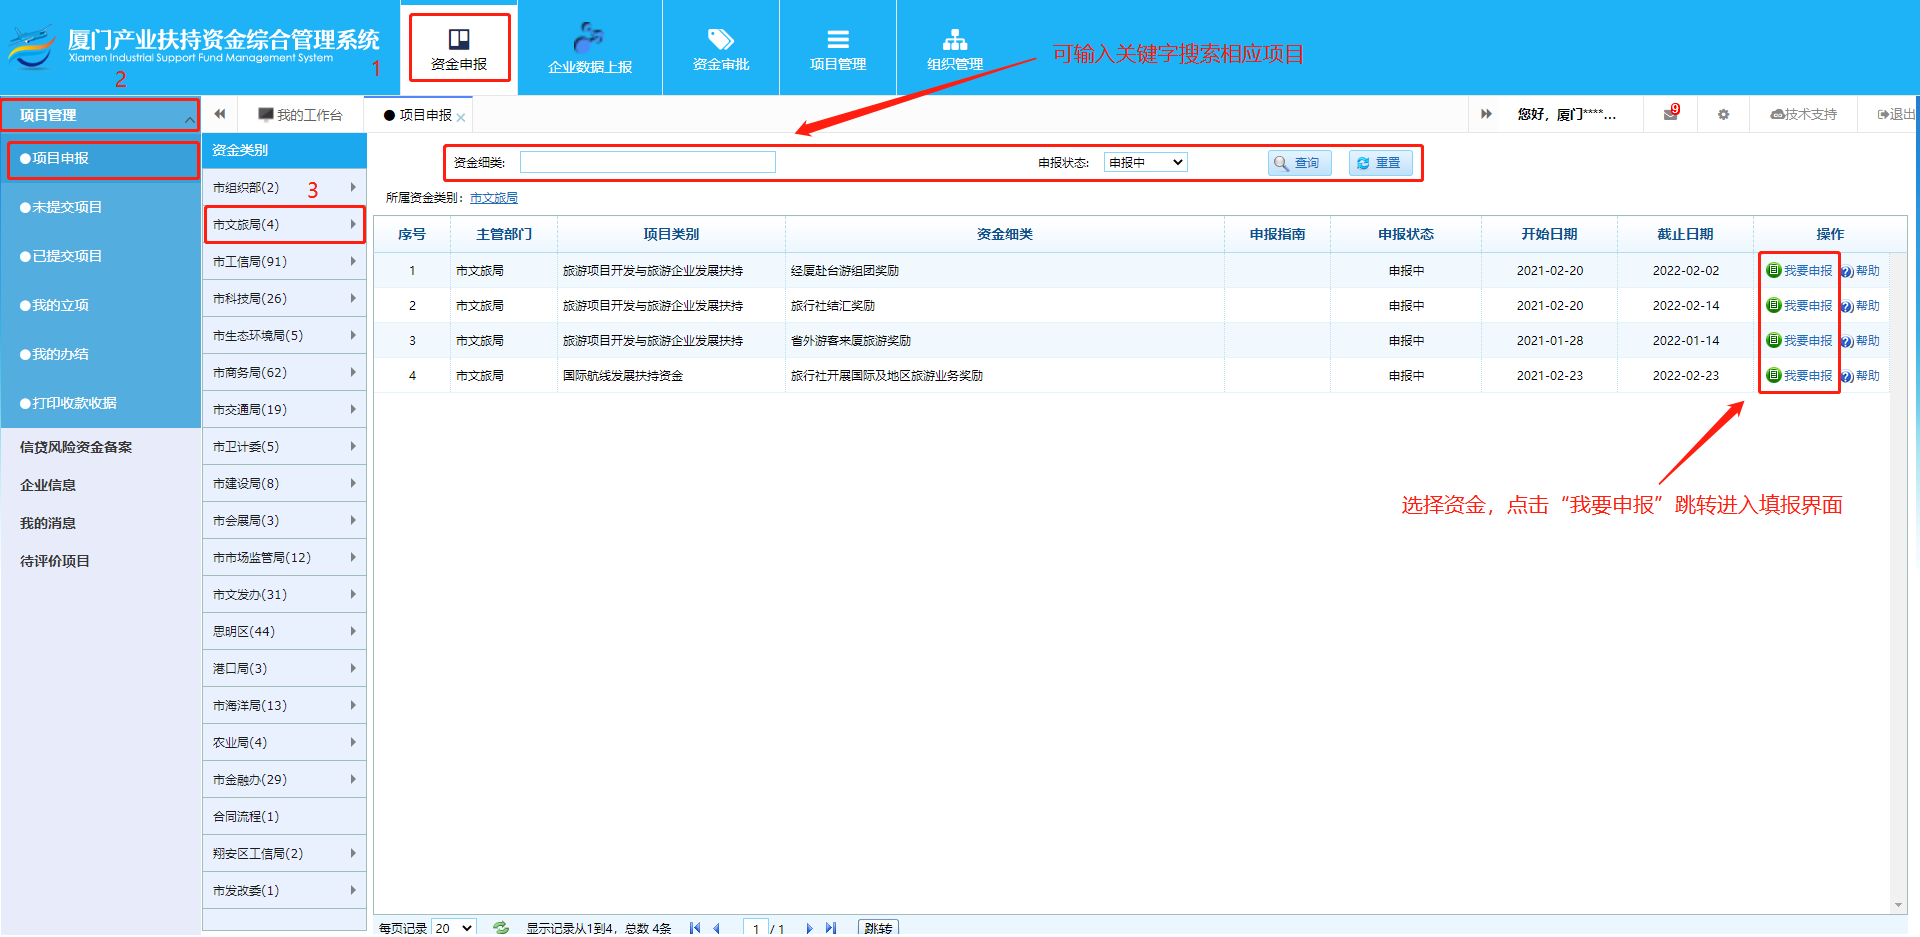 厦门产业扶持资金综合管理系统
Xiamen Industrial Support Fund Management System
1
2
资金申报
企业数据上报
资金审批
项目管理
组织管理
可输入关键字搜索相应项目
项目管理
我的工作台
项目申报
您好，厦门****...
9
技术支持
退出
项目申报
未提交项目
已提交项目
我的立项
我的办结
打印收款收据
信贷风险资金备案
企业信息
我的消息
待评价项目
资金类别
市组织部(2)
3
市文旅局(4)
市工信局(91)
市科技局(26)
市生态环境局(5)
市商务局(62)
市交通局(19)
市卫计委(5)
市建设局(8)
市会展局(3)
市市场监管局(12)
市文发办(31)
思明区(44)
港口局(3)
市海洋局(13)
农业局(4)
市金融办(29)
合同流程(1)
翔安区工信局(2)
市发改委(1)
资金细类: 申报状态: 申报中 查询 重置
所属资金类别: 市文旅局
序号 主管部门 项目类别 资金细类 申报指南 申报状态 开始日期 截止日期 操作
1 市文旅局 旅游项目开发与旅游企业发展扶持 经厦赴台游组团奖励 申报中 2021-02-20 2022-02-02 我要申报 帮助
2 市文旅局 旅游项目开发与旅游企业发展扶持 旅行社结汇奖励 申报中 2021-02-20 2022-02-14 我要申报 帮助
3 市文旅局 旅游项目开发与旅游企业发展扶持 省外游客来厦旅游奖励 申报中 2021-01-28 2022-01-14 我要申报 帮助
4 市文旅局 国际航线发展扶持资金 旅行社开展国际及地区旅游业务奖励 申报中 2021-02-23 2022-02-23 我要申报 帮助
选择资金，点击“我要申报”跳转进入填报界面
每页记录 20 显示记录从1到4，总数 4条 1 / 1 跳转